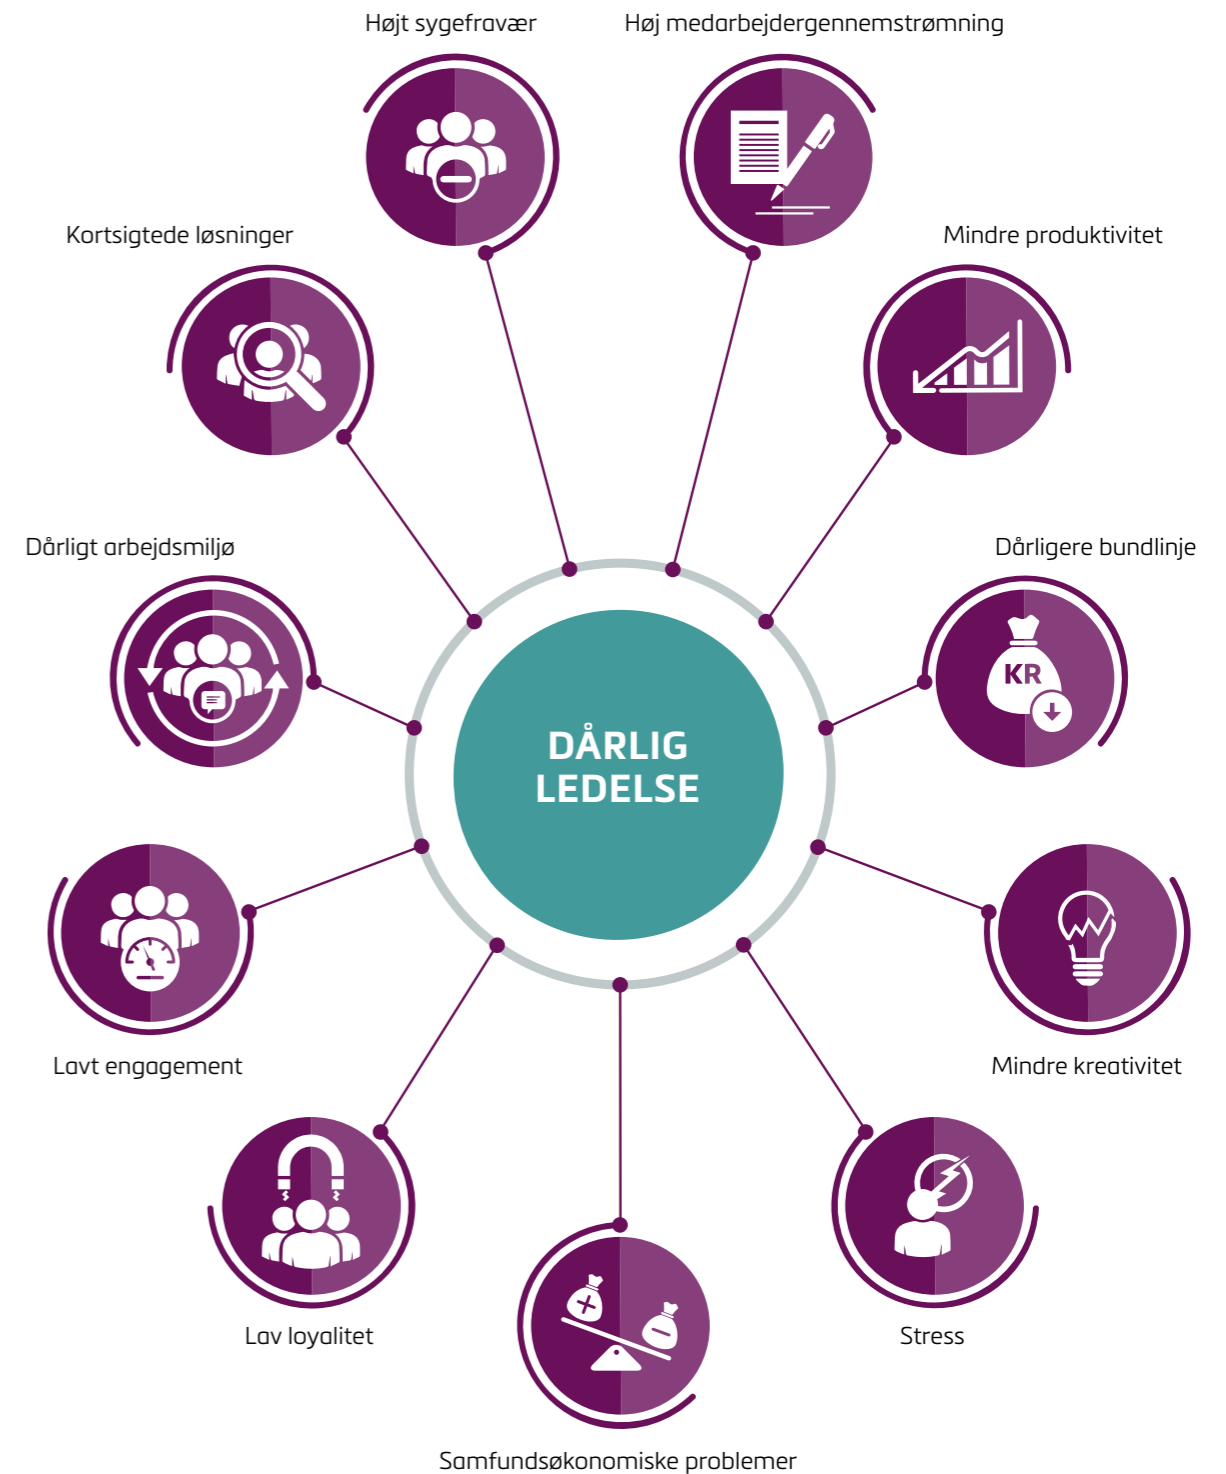 Højt sygefravær
Høj medarbejdergennemstrømning
Kortsigtede løsninger
Mindre produktivitet
Dårligt arbejdsmiljø
Dårligere bundlinje
KR
DÅRLIG
LEDELSE
Lavt engagement
Mindre kreativitet
Lav loyalitet
Stress
Samfundsøkonomiske problemer